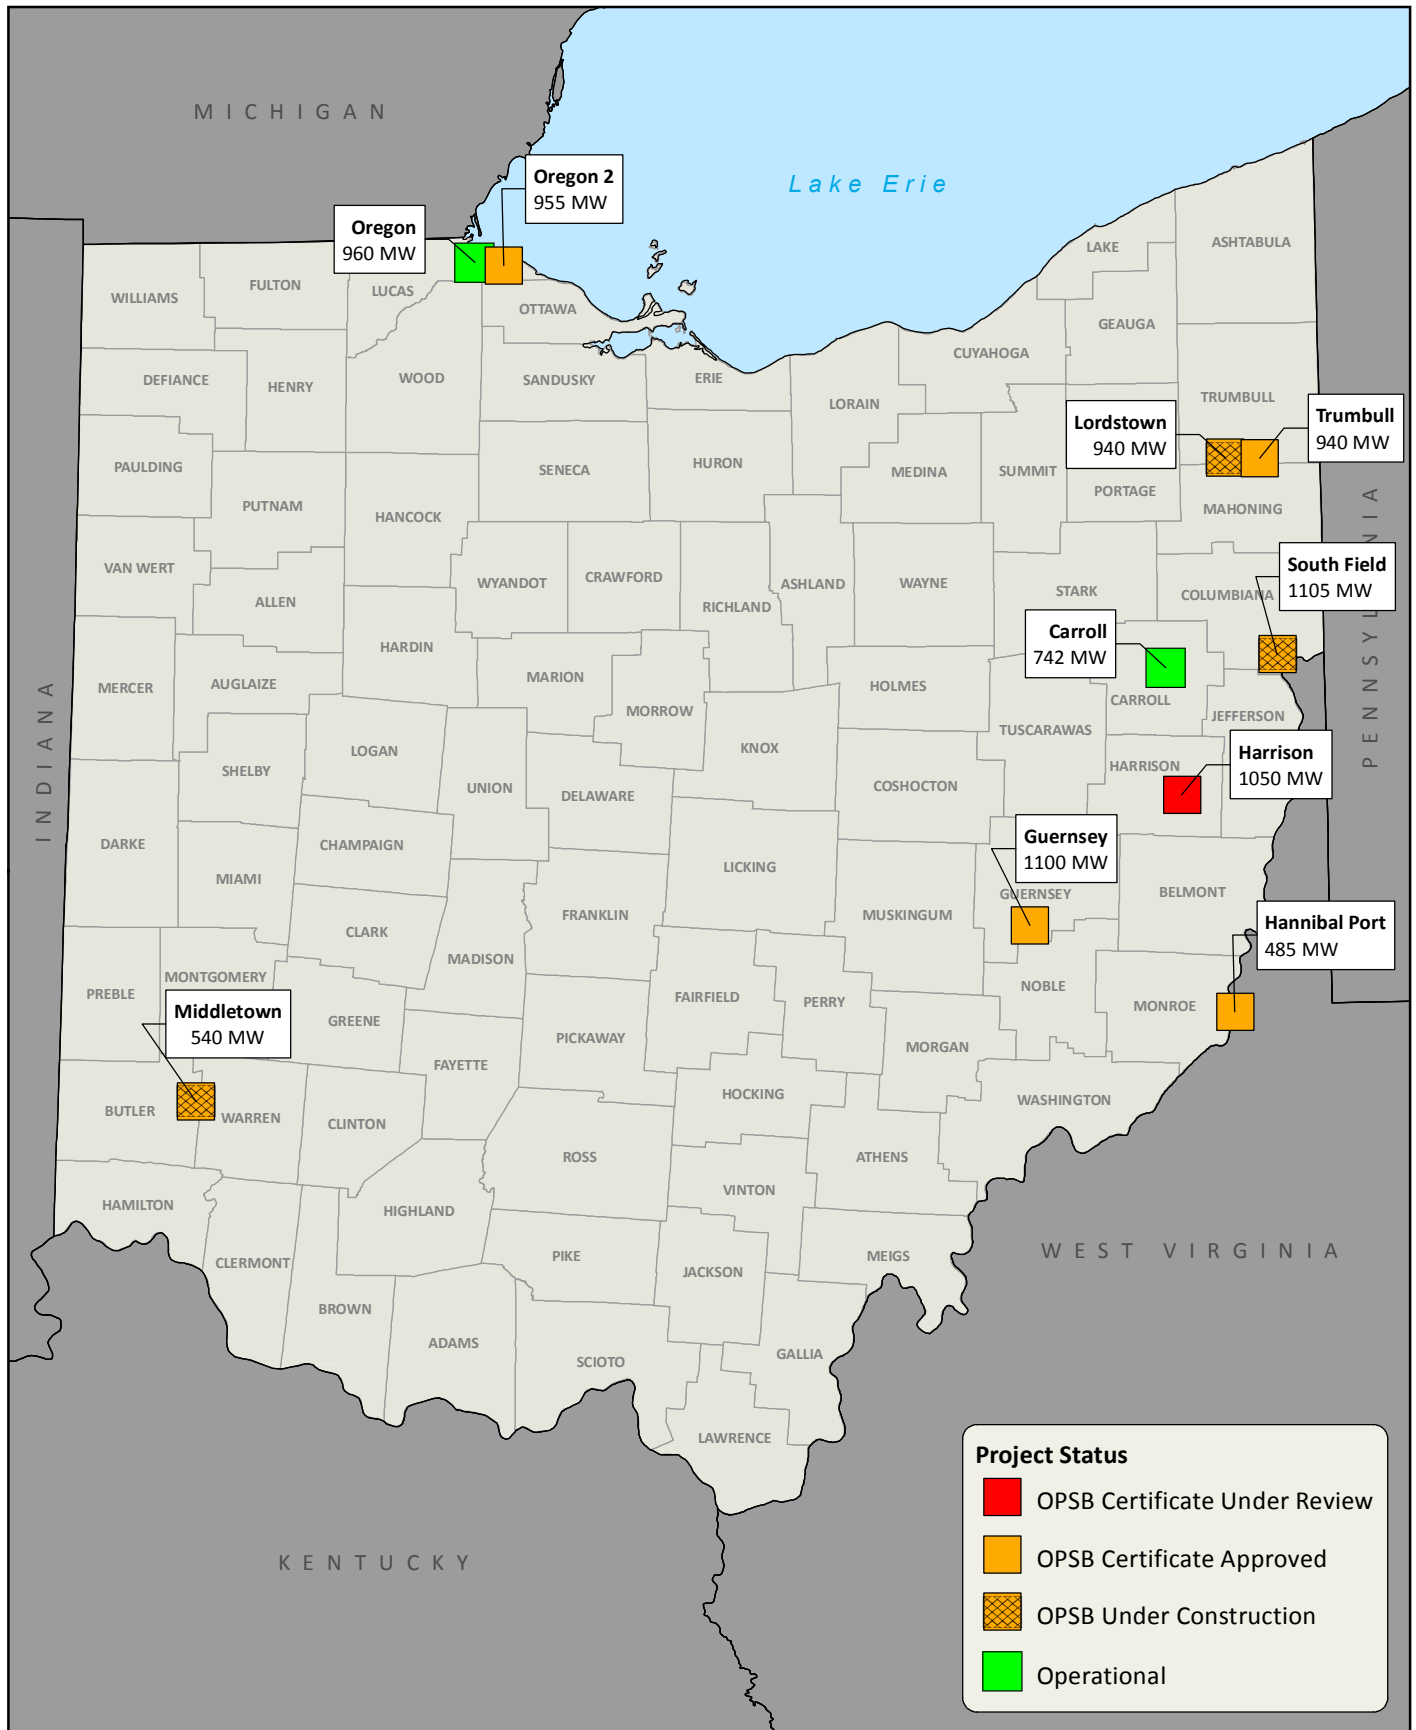 MICHIGAN
Lake Erie
Oregon 2
955 MW
Oregon
960 MW
LAKE
ASHTABULA
FULTON
LUCAS
WILLIAMS
OTTAWA
GEAUGA
CUYAHOGA
DEFIANCE
HENRY
WOOD
SANDUSKY
ERIE
LORAIN
TRUMBULL
Lordstown
940 MW
Trumbull
940 MW
PAULDING
SENECA
HURON
MEDINA
SUMMIT
PORTAGE
PUTNAM
HANCOCK
MAHONING
PENNSYLVANIA
South Field
1105 MW
VAN WERT
ALLEN
WYANDOT
CRAWFORD
RICHLAND
ASHLAND
WAYNE
STARK
COLUMBIANA
Carroll
742 MW
HARDIN
MARION
MERCER
AUGLAIZE
MORROW
HOLMES
CARROLL
JEFFERSON
TUSCARAWAS
INDIANA
LOGAN
KNOX
Harrison
1050 MW
HARRISON
SHELBY
UNION
DELAWARE
COSHOCTON
DARKE
CHAMPAIGN
Guernsey
1100 MW
MIAMI
LICKING
GUERNSEY
BELMONT
FRANKLIN
MUSKINGUM
CLARK
Hannibal Port
485 MW
MADISON
MONTGOMERY
PREBLE
FAIRFIELD
PERRY
NOBLE
MONROE
Middletown
540 MW
GREENE
PICKAWAY
MORGAN
FAYETTE
HOCKING
WASHINGTON
BUTLER
WARREN
CLINTON
ROSS
ATHENS
VINTON
HAMILTON
HIGHLAND
WEST VIRGINIA
CLERMONT
PIKE
JACKSON
MEIGS
BROWN
ADAMS
SCIOTO
GALLIA
LAWRENCE
KENTUCKY
Project Status
OPSB Certificate Under Review
OPSB Certificate Approved
OPSB Under Construction
Operational